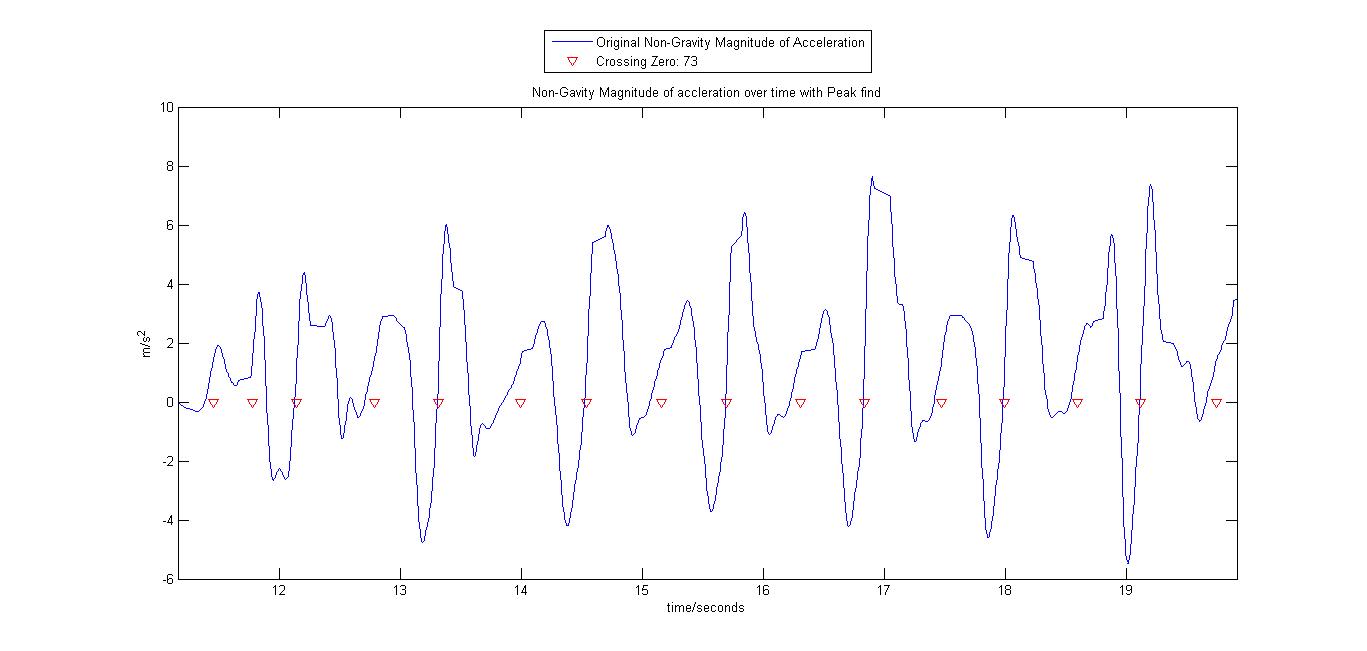 Original Non-Gravity Magnitude of Acceleration
Crossing Zero: 73
Non-Gavity Magnitude of accleration over time with Peak find
10
8
6
4
2
0
-2
-4
-6
m/s²
12 13 14 15 16 17 18 19
time/seconds